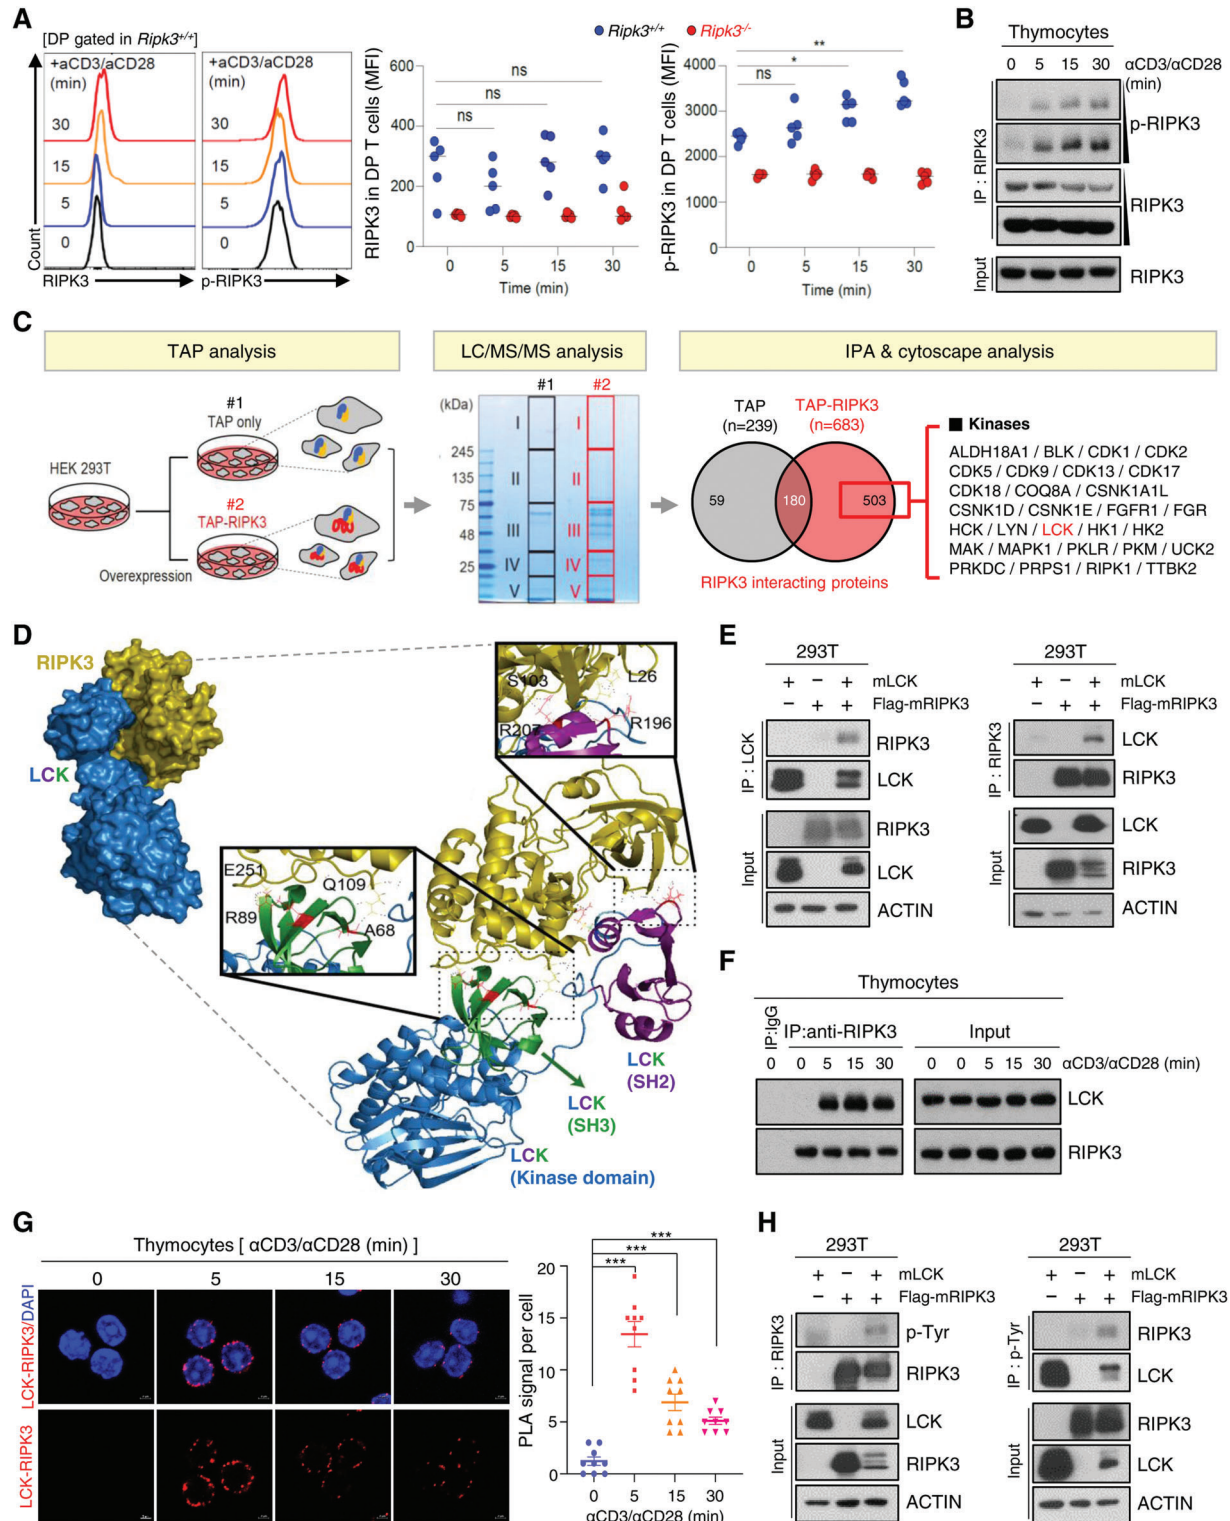 A
[DP gated in Ripk3+/+]
+aCD3/aCD28
(min)
30
15
5
0
+aCD3/aCD28
(min)
30
15
5
0
Count
RIPK3
p-RIPK3
Ripk3+/+
Ripk3-/-
RIPK3 in DP T cells (MFI)
600
400
200
0
ns
ns
ns
0
5
15
30
Time (min)
p-RIPK3 in DP T cells (MFI)
4000
3000
2000
1000
0
**
*
ns
0
5
15
30
Time (min)
B
Thymocytes
0 5 15 30
αCD3/αCD28
(min)
IP : RIPK3
p-RIPK3
RIPK3
Input
RIPK3
C
TAP analysis
LC/MS/MS analysis
IPA & cytoscape analysis
HEK 293T
Overexpression
#1
TAP only
#2
TAP-RIPK3
#1
#2
(kDa)
245
135
75
48
25
I
II
III
IV
V
I
II
III
IV
V
TAP
(n=239)
TAP-RIPK3
(n=683)
59
180
503
RIPK3 interacting proteins
■ Kinases
ALDH18A1 / BLK / CDK1 / CDK2
CDK5 / CDK9 / CDK13 / CDK17
CDK18 / COQ8A / CSNK1A1L
CSNK1D / CSNK1E / FGFR1 / FGR
HCK / LYN / LCK / HK1 / HK2
MAK / MAPK1 / PKLR / PKM / UCK2
PRKDC / PRPS1 / RIPK1 / TTBK2
D
RIPK3
LCK
S103
L26
R207
R196
E251
Q109
R89
A68
LCK
(SH2)
LCK
(SH3)
LCK
(Kinase domain)
E
293T
+ − + mLCK
− + + Flag-mRIPK3
IP : LCK
RIPK3
LCK
Input
RIPK3
LCK
ACTIN
293T
+ − + mLCK
− + + Flag-mRIPK3
IP : RIPK3
LCK
RIPK3
Input
LCK
RIPK3
ACTIN
F
Thymocytes
IP:IgG
IP:anti-RIPK3
Input
0 0 5 15 30
0 0 5 15 30
αCD3/αCD28 (min)
LCK
RIPK3
G
Thymocytes [ αCD3/αCD28 (min) ]
0 5 15 30
LCK-RIPK3/DAPI
LCK-RIPK3
PLA signal per cell
20
15
10
5
0
***
***
***
0 5 15 30
αCD3/αCD28 (min)
H
293T
+ − + mLCK
− + + Flag-mRIPK3
IP : RIPK3
p-Tyr
RIPK3
Input
LCK
RIPK3
ACTIN
293T
+ − + mLCK
− + + Flag-mRIPK3
IP : p-Tyr
RIPK3
LCK
Input
RIPK3
LCK
ACTIN